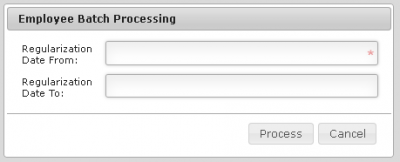 Employee Batch Processing
Regularization
Date From:
*
Regularization
Date To:
Process Cancel